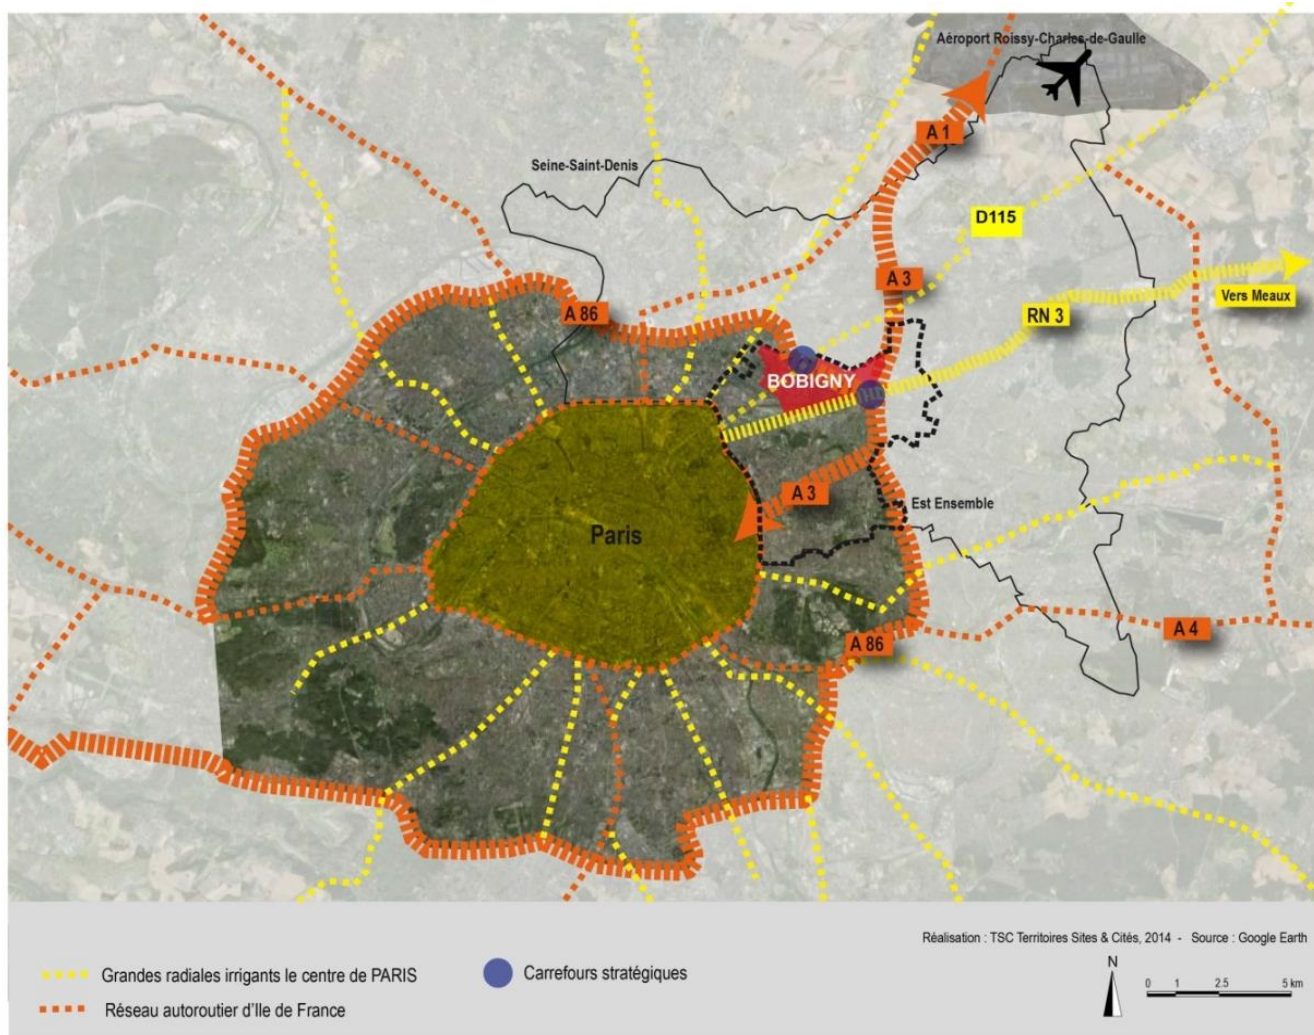 Aéroport Roissy-Charles-de-Gaulle
A 1
Seine-Saint-Denis
D115
A 3
Vers Meaux
A 86
RN 3
BOBIGNY
A 3
Est Ensemble
Paris
A 4
A 86
Réalisation : TSC Territoires Sites & Cités, 2014 - Source : Google Earth
Grandes radiales irrigants le centre de PARIS
Carrefours stratégiques
N
0 1 2.5 5 km
Réseau autoroutier d'Ile de France